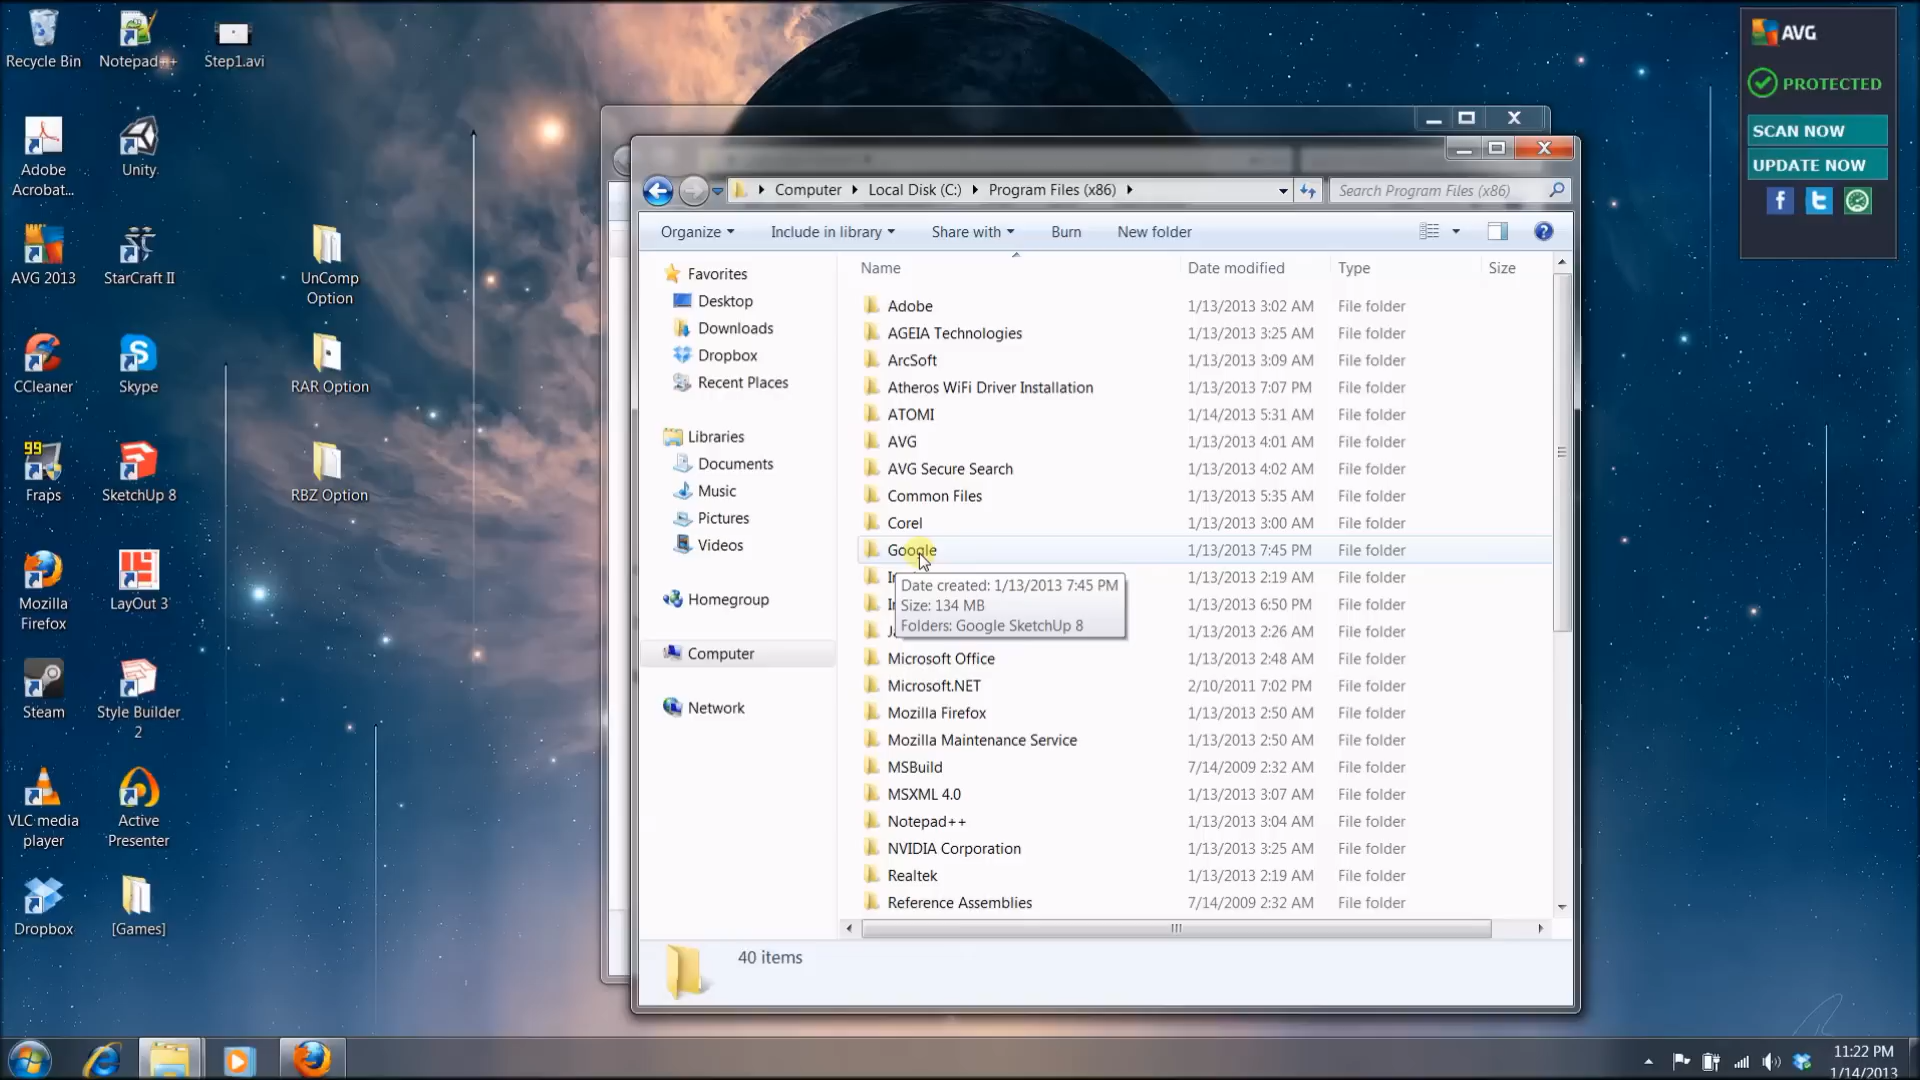 Recycle Bin
Notepad++
Step1.avi
Adobe
Acrobat...
Unity
AVG 2013
StarCraft II
UnComp
Option
CCleaner
Skype
RAR Option
99
Fraps
SketchUp 8
RBZ Option
Mozilla
Firefox
LayOut 3
Steam
Style Builder
2
VLC media
player
Active
Presenter
Dropbox
[Games]
AVG
PROTECTED
SCAN NOW
UPDATE NOW
Computer Local Disk (C:) Program Files (x86)
Search Program Files (x86)
Organize Include in library Share with Burn New folder
Favorites
Desktop
Downloads
Dropbox
Recent Places
Libraries
Documents
Music
Pictures
Videos
Homegroup
Computer
Network
Name Date modified Type Size
Adobe 1/13/2013 3:02 AM File folder
AGEIA Technologies 1/13/2013 3:25 AM File folder
ArcSoft 1/13/2013 3:09 AM File folder
Atheros WiFi Driver Installation 1/13/2013 7:07 PM File folder
ATOMI 1/14/2013 5:31 AM File folder
AVG 1/13/2013 4:01 AM File folder
AVG Secure Search 1/13/2013 4:02 AM File folder
Common Files 1/13/2013 5:35 AM File folder
Corel 1/13/2013 3:00 AM File folder
Google 1/13/2013 7:45 PM File folder
1/13/2013 2:19 AM File folder
1/13/2013 6:50 PM File folder
1/13/2013 2:26 AM File folder
Date created: 1/13/2013 7:45 PM
Size: 134 MB
Folders: Google SketchUp 8
Microsoft Office 1/13/2013 2:48 AM File folder
Microsoft.NET 2/10/2011 7:02 PM File folder
Mozilla Firefox 1/13/2013 2:50 AM File folder
Mozilla Maintenance Service 1/13/2013 2:50 AM File folder
MSBuild 7/14/2009 2:32 AM File folder
MSXML 4.0 1/13/2013 3:07 AM File folder
Notepad++ 1/13/2013 3:04 AM File folder
NVIDIA Corporation 1/13/2013 3:25 AM File folder
Realtek 1/13/2013 2:19 AM File folder
Reference Assemblies 7/14/2009 2:32 AM File folder
40 items
11:22 PM
1/14/2013